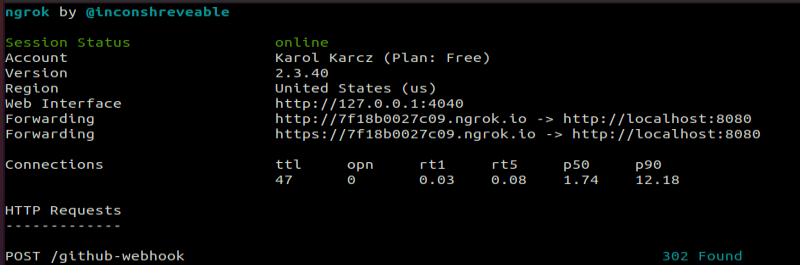 ngrok by @inconshreveable
Session Status online
Account Karol Karcz (Plan: Free)
Version 2.3.40
Region United States (us)
Web Interface http://127.0.0.1:4040
Forwarding http://7f18b0027c09.ngrok.io -> http://localhost:8080
Forwarding https://7f18b0027c09.ngrok.io -> http://localhost:8080
Connections ttl opn rt1 rt5 p50 p90
47 0 0.03 0.08 1.74 12.18
HTTP Requests
-------------
POST /github-webhook 302 Found